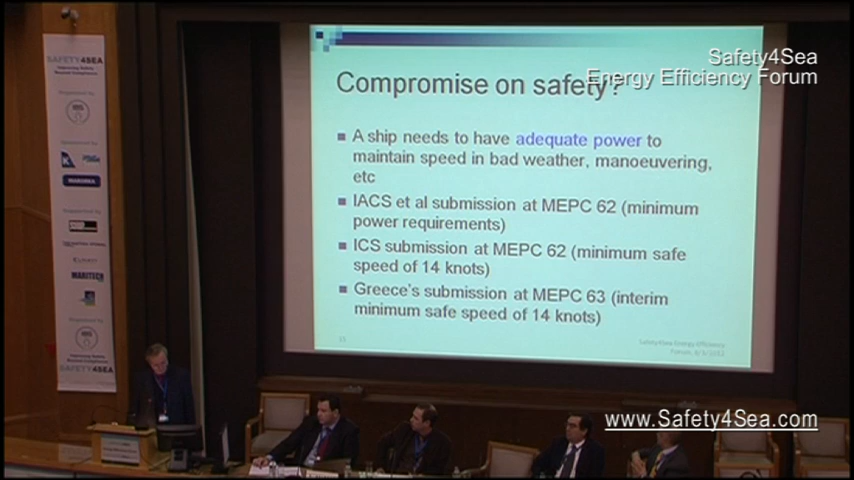 SAFETY4SEA
Safety4Sea
Energy Efficiency Forum
Compromise on safety?
A ship needs to have adequate power to
maintain speed in bad weather, manoeuvering,
etc
IACS et al submission at MEPC 62 (minimum
power requirements)
ICS submission at MEPC 62 (minimum safe
speed of 14 knots)
Greece's submission at MEPC 63 (interim
minimum safe speed of 14 knots)
Safety4Sea Energy Efficiency
MARITECH
SAFETY4SEA
www.Safety4Sea.com